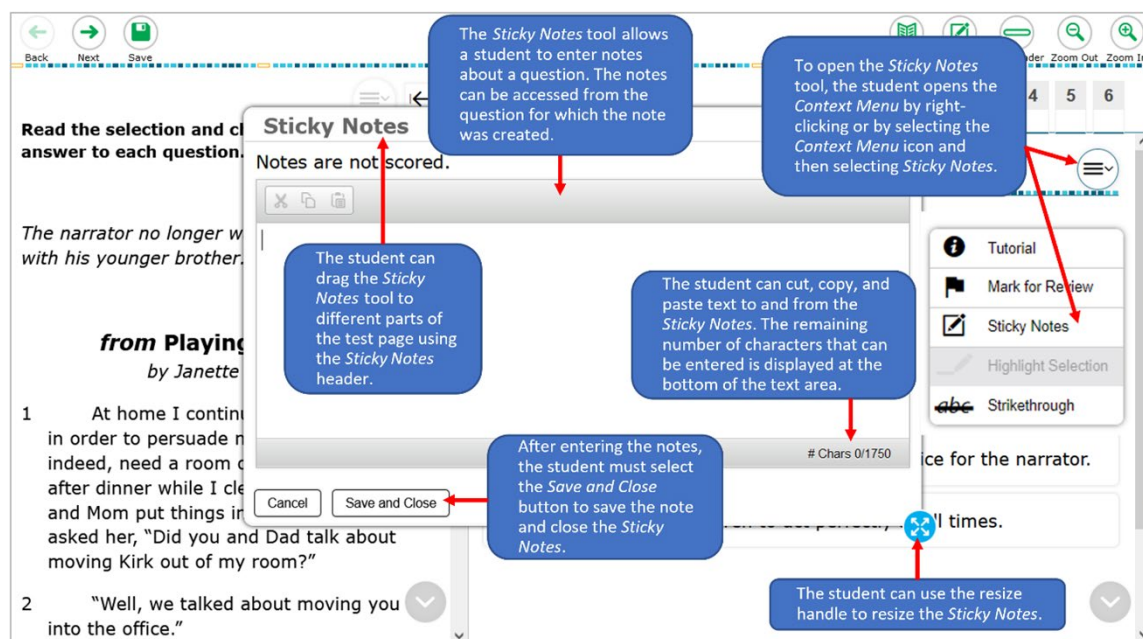 Back
Next
Save
Zoom Out
Zoom In
4
5
6
Read the selection and
answer to each question.
The narrator no longer
with his younger brother.
from Playing
by Janette
1 At home I
in order to persuade
indeed, need a room
after dinner while I
and Mom put things
asked her, “Did you and Dad talk about
moving Kirk out of my room?”
2 “Well, we talked about moving you
into the office.”
Sticky Notes
Notes are not scored.
# Chars 0/1750
Cancel
Save and Close
The Sticky Notes tool allows
a student to enter notes
about a question. The notes
can be accessed from the
question for which the note
was created.
To open the Sticky Notes
tool, the student opens the
Context Menu by right-
clicking or by selecting the
Context Menu icon and
then selecting Sticky Notes.
The student can
drag the Sticky
Notes tool to
different parts of
the test page using
the Sticky Notes
header.
The student can cut, copy, and
paste text to and from the
Sticky Notes. The remaining
number of characters that can
be entered is displayed at the
bottom of the text area.
After entering the notes,
the student must select
the Save and Close
button to save the note
and close the Sticky
Notes.
Tutorial
Mark for Review
Sticky Notes
Highlight Selection
abc Strikethrough
for the narrator.
perfectly
times.
The student can use the resize
handle to resize the Sticky Notes.